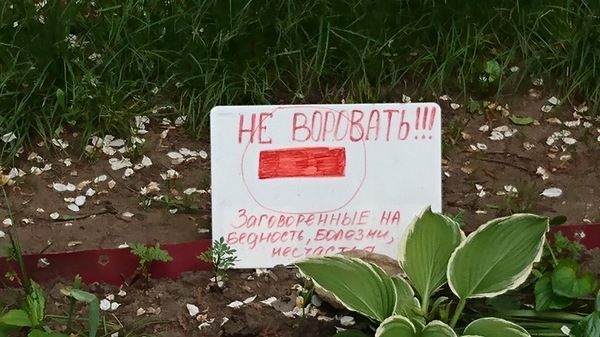 НЕ ВОРОВАТЬ!!!
Заговоренные на
бедность, болезни,
несчастья